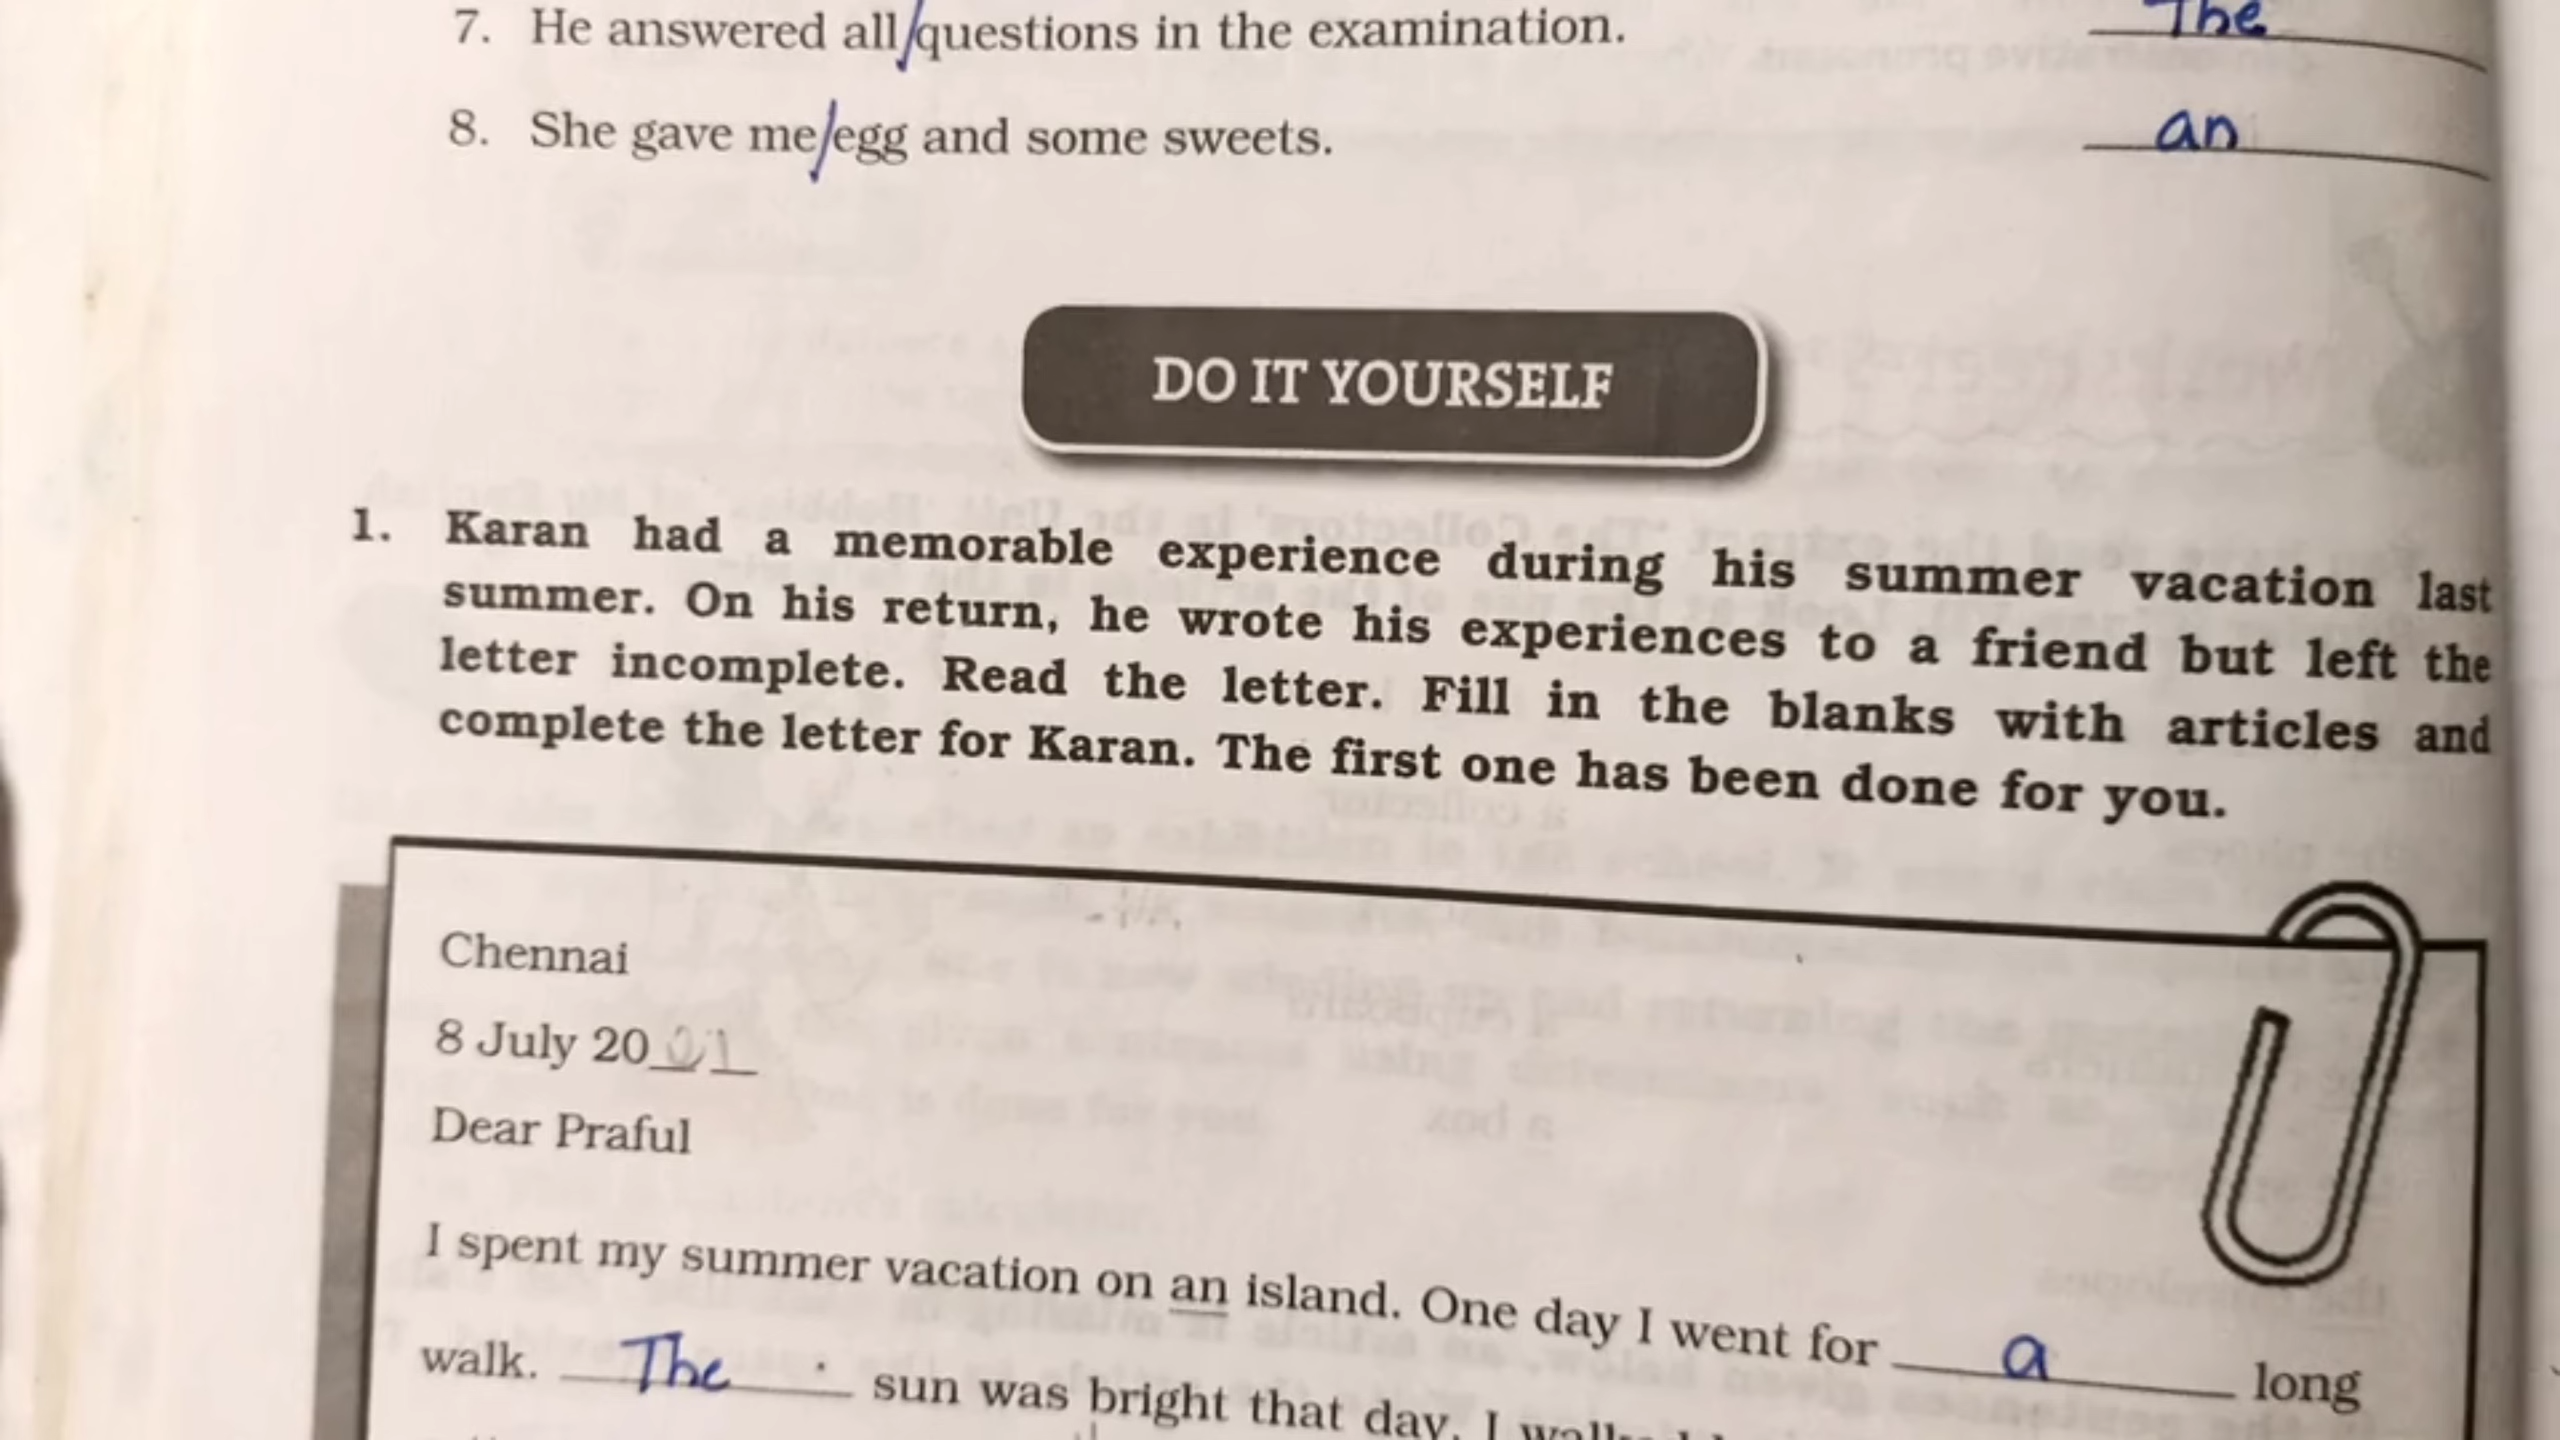 7. He answered all/questions in the examination. The
8. She gave me/egg and some sweets. an
DO IT YOURSELF
1. Karan had a memorable experience during his summer vacation last
summer. On his return, he wrote his experiences to a friend but left the
letter incomplete. Read the letter. Fill in the blanks with articles and
complete the letter for Karan. The first one has been done for you.
Chennai
8 July 20 21
Dear Praful
I spent my summer vacation on an island. One day I went for a long
walk. The sun was bright that day. I